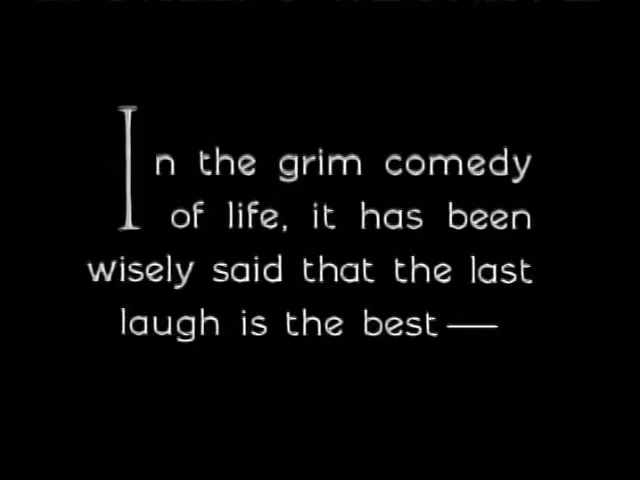 In the grim comedy
of life, it has been
wisely said that the last
laugh is the best —